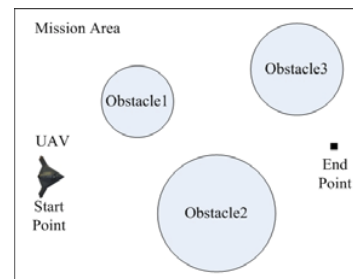 Mission Area
Obstacle3
Obstacle1
UAV
Start
Point
End
Point
Obstacle2